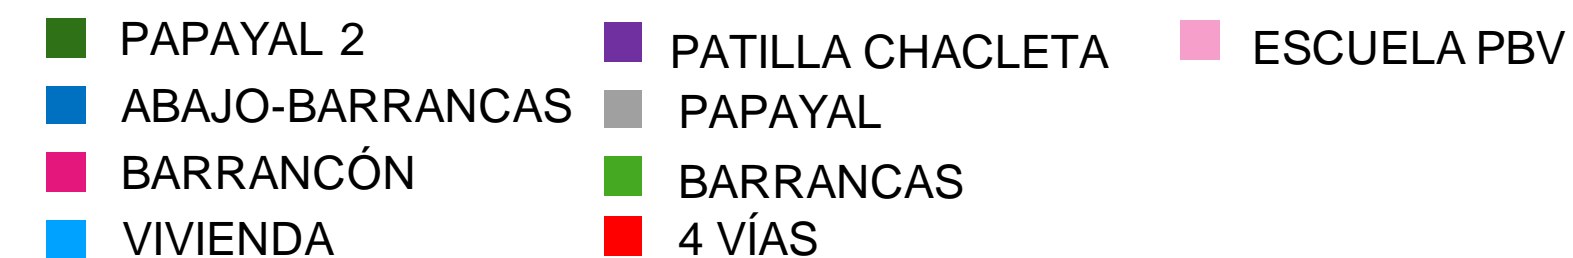 PAPAYAL 2
ABAJO-BARRANCAS
BARRANCÓN
VIVIENDA
PATILLA CHACLETA
PAPAYAL
BARRANCAS
4 VÍAS
ESCUELA PBV